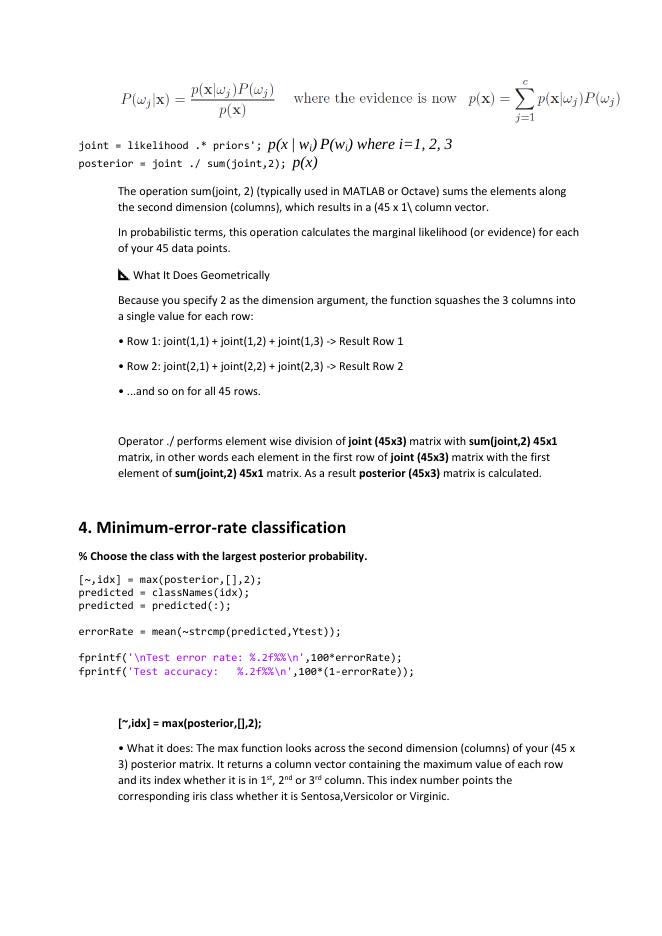 P(ω_j|x) = p(x|ω_j)P(ω_j) / p(x)   where the evidence is now   p(x) = ∑_{j=1}^{c} p(x|ω_j)P(ω_j)
joint = likelihood .* priors'; p(x | w_i) P(w_i) where i=1, 2, 3
posterior = joint ./ sum(joint,2); p(x)
The operation sum(joint, 2) (typically used in MATLAB or Octave) sums the elements along
the second dimension (columns), which results in a (45 x 1\ column vector.
In probabilistic terms, this operation calculates the marginal likelihood (or evidence) for each
of your 45 data points.
📐 What It Does Geometrically
Because you specify 2 as the dimension argument, the function squashes the 3 columns into
a single value for each row:
• Row 1: joint(1,1) + joint(1,2) + joint(1,3) -> Result Row 1
• Row 2: joint(2,1) + joint(2,2) + joint(2,3) -> Result Row 2
• ...and so on for all 45 rows.
Operator ./ performs element wise division of joint (45x3) matrix with sum(joint,2) 45x1
matrix, in other words each element in the first row of joint (45x3) matrix with the first
element of sum(joint,2) 45x1 matrix. As a result posterior (45x3) matrix is calculated.
4. Minimum-error-rate classification
% Choose the class with the largest posterior probability.
[~,idx] = max(posterior,[],2);
predicted = classNames(idx);
predicted = predicted(:);
errorRate = mean(~strcmp(predicted,Ytest));
fprintf('\nTest error rate: %.2f%%\n',100*errorRate);
fprintf('Test accuracy:   %.2f%%\n',100*(1-errorRate));
[~,idx] = max(posterior,[],2);
• What it does: The max function looks across the second dimension (columns) of your (45 x
3) posterior matrix. It returns a column vector containing the maximum value of each row
and its index whether it is in 1st, 2nd or 3rd column. This index number points the
corresponding iris class whether it is Sentosa,Versicolor or Virginic.